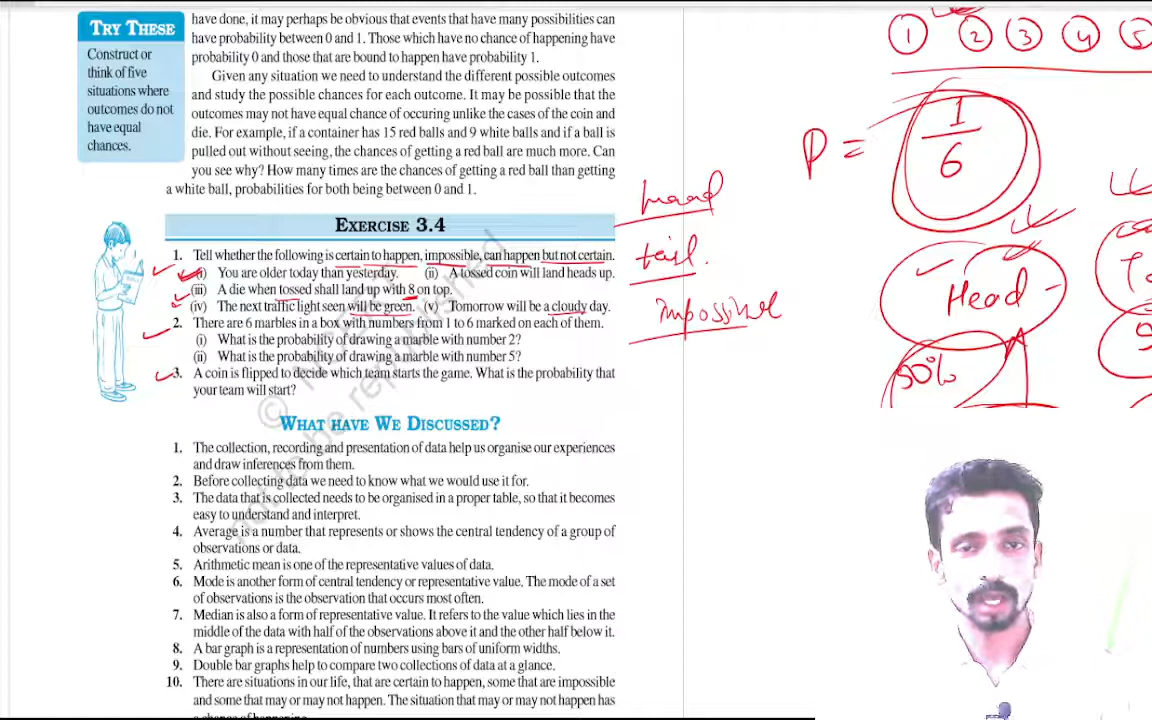 TRY THESE
Construct or
think of five
situations where
outcomes do not
have equal
chances.
have done, it may perhaps be obvious that events that have many possibilities can
have probability between 0 and 1. Those which have no chance of happening have
probability 0 and those that are bound to happen have probability 1.
Given any situation we need to understand the different possible outcomes
and study the possible chances for each outcome. It may be possible that the
outcomes may not have equal chance of occuring unlike the cases of the coin and
die. For example, if a container has 15 red balls and 9 white balls and if a ball is
pulled out without seeing, the chances of getting a red ball are much more. Can
you see why? How many times are the chances of getting a red ball than getting
a white ball, probabilities for both being between 0 and 1.
EXERCISE 3.4
1. Tell whether the following is certain to happen, impossible, can happen but not certain.
(i) You are older today than yesterday. (ii) A tossed coin will land heads up.
(iii) A die when tossed shall land up with 8 on top.
(iv) The next traffic light seen will be green. (v) Tomorrow will be a cloudy day.
2. There are 6 marbles in a box with numbers from 1 to 6 marked on each of them.
(i) What is the probability of drawing a marble with number 2?
(ii) What is the probability of drawing a marble with number 5?
3. A coin is flipped to decide which team starts the game. What is the probability that
your team will start?
WHAT HAVE WE DISCUSSED?
1. The collection, recording and presentation of data help us organise our experiences
and draw inferences from them.
2. Before collecting data we need to know what we would use it for.
3. The data that is collected needs to be organised in a proper table, so that it becomes
easy to understand and interpret.
4. Average is a number that represents or shows the central tendency of a group of
observations or data.
5. Arithmetic mean is one of the representative values of data.
6. Mode is another form of central tendency or representative value. The mode of a set
of observations is the observation that occurs most often.
7. Median is also a form of representative value. It refers to the value which lies in the
middle of the data with half of the observations above it and the other half below it.
8. A bar graph is a representation of numbers using bars of uniform widths.
9. Double bar graphs help to compare two collections of data at a glance.
10. There are situations in our life, that are certain to happen, some that are impossible
and some that may or may not happen. The situation that may or may not happen has
a chance of happening.
not to be republished
1 2 3 4 5
P = 1/6
head
tail.
impossible
Head
50%